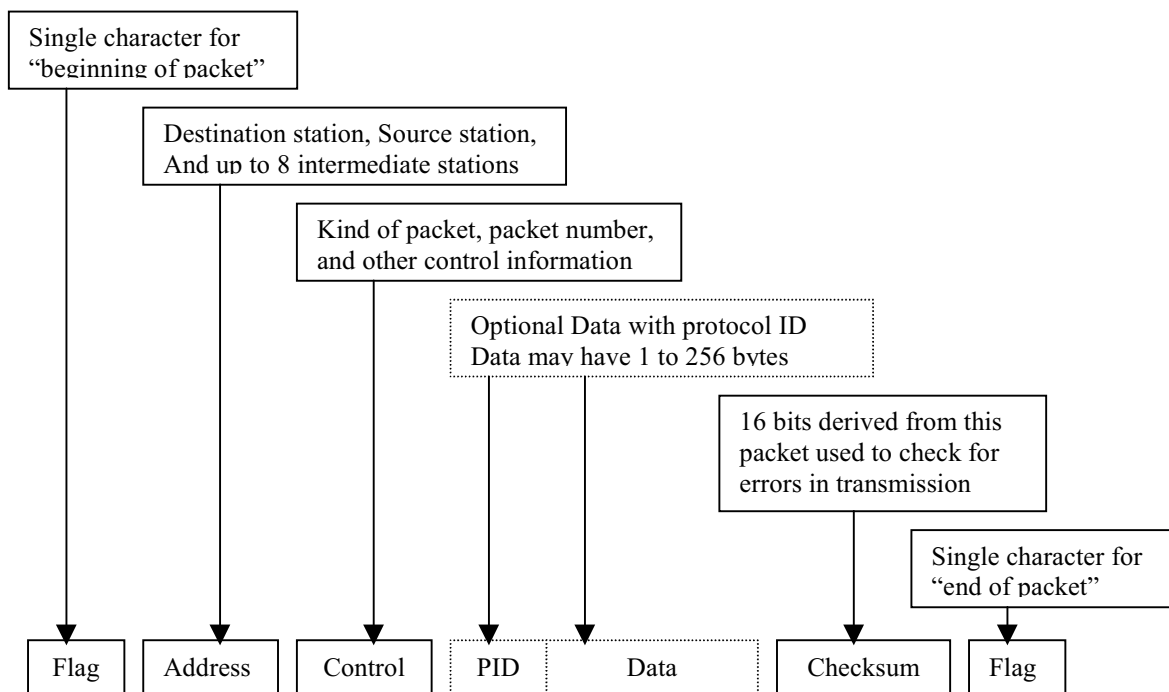 Single character for
“beginning of packet”
Destination station, Source station,
And up to 8 intermediate stations
Kind of packet, packet number,
and other control information
Optional Data with protocol ID
Data may have 1 to 256 bytes
16 bits derived from this
packet used to check for
errors in transmission
Single character for
“end of packet”
Flag Address Control PID Data Checksum Flag